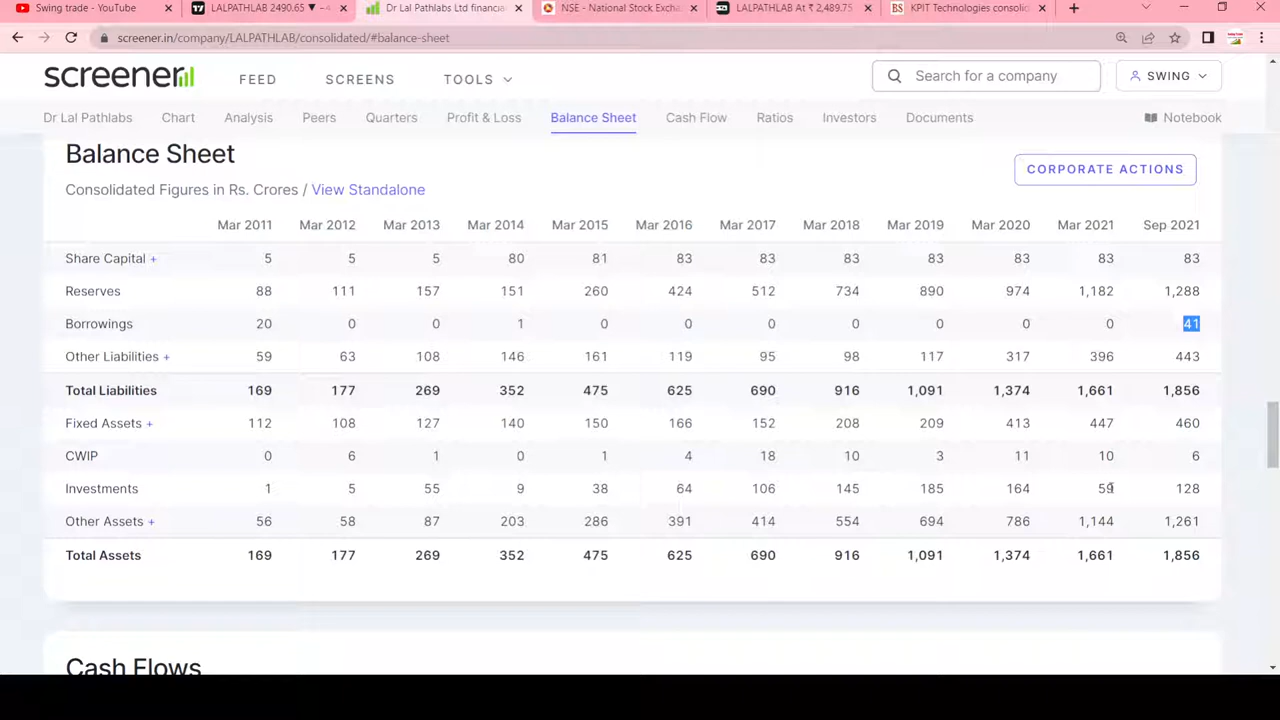 Swing trade - YouTube
LALPATHLAB 2490.65 ▼ −4
Dr Lal Pathlabs Ltd financia
NSE - National Stock Excha
LALPATHLAB At ₹ 2,489.75
KPIT Technologies consoli
screener.in/company/LALPATHLAB/consolidated/#balance-sheet
screener FEED SCREENS TOOLS Search for a company SWING
Dr Lal Pathlabs Chart Analysis Peers Quarters Profit & Loss Balance Sheet Cash Flow Ratios Investors Documents Notebook
Balance Sheet
CORPORATE ACTIONS
Consolidated Figures in Rs. Crores / View Standalone
Mar 2011 Mar 2012 Mar 2013 Mar 2014 Mar 2015 Mar 2016 Mar 2017 Mar 2018 Mar 2019 Mar 2020 Mar 2021 Sep 2021
Share Capital + 5 5 5 80 81 83 83 83 83 83 83 83
Reserves 88 111 157 151 260 424 512 734 890 974 1,182 1,288
Borrowings 20 0 0 1 0 0 0 0 0 0 0 41
Other Liabilities + 59 63 108 146 161 119 95 98 117 317 396 443
Total Liabilities 169 177 269 352 475 625 690 916 1,091 1,374 1,661 1,856
Fixed Assets + 112 108 127 140 150 166 152 208 209 413 447 460
CWIP 0 6 1 0 1 4 18 10 3 11 10 6
Investments 1 5 55 9 38 64 106 145 185 164 59 128
Other Assets + 56 58 87 203 286 391 414 554 694 786 1,144 1,261
Total Assets 169 177 269 352 475 625 690 916 1,091 1,374 1,661 1,856
Cash Flows